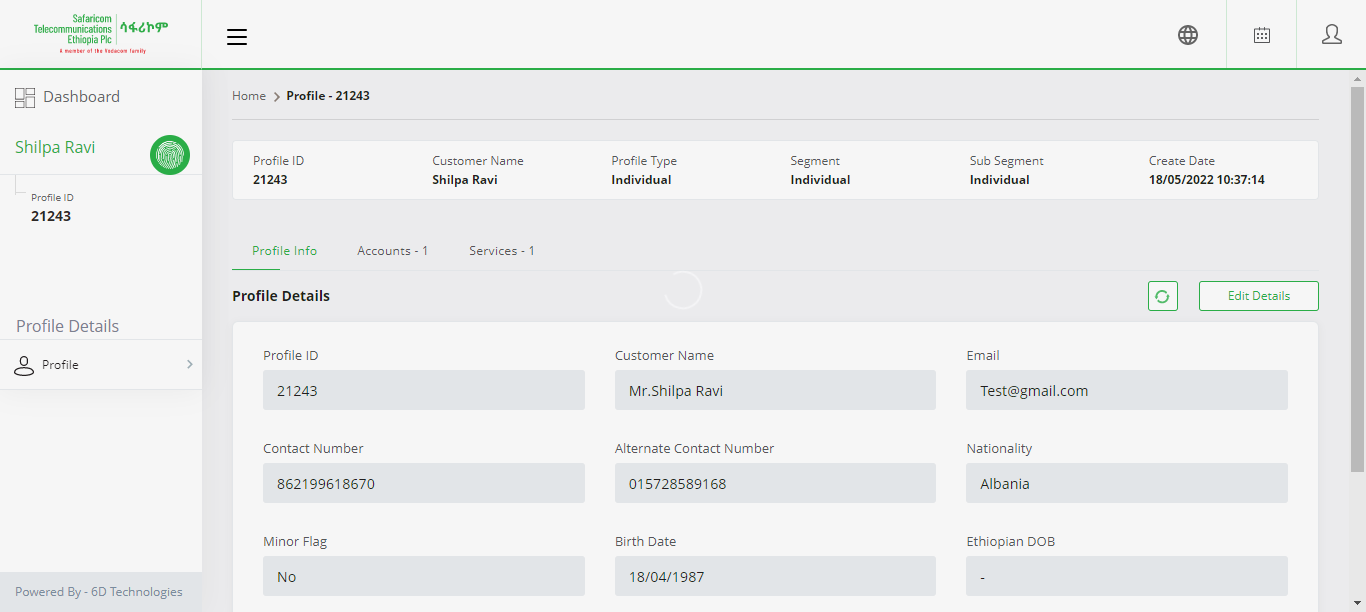 Safaricom
Telecommunications
Ethiopia Plc
ሳፋሪኮም
A member of the Vodacom family
Home > Profile - 21243
Dashboard
Shilpa Ravi
Profile ID
21243
Profile Details
Profile
Powered By - 6D Technologies
Profile ID
21243
Customer Name
Shilpa Ravi
Profile Type
Individual
Segment
Individual
Sub Segment
Individual
Create Date
18/05/2022 10:37:14
Profile Info
Accounts - 1
Services - 1
Profile Details
Edit Details
Profile ID
21243
Customer Name
Mr.Shilpa Ravi
Email
Test@gmail.com
Contact Number
862199618670
Alternate Contact Number
015728589168
Nationality
Albania
Minor Flag
No
Birth Date
18/04/1987
Ethiopian DOB
-